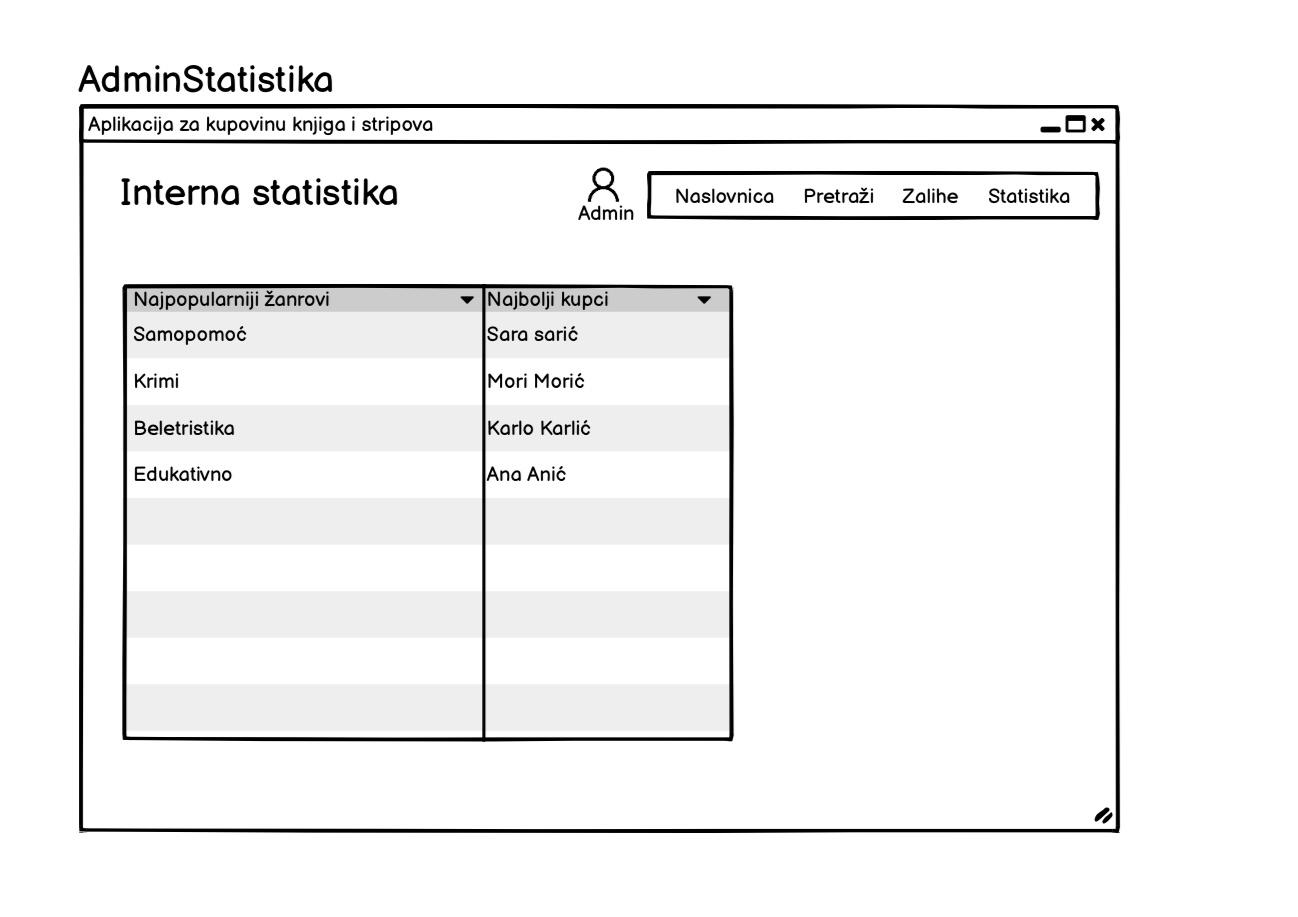 AdminStatistika
Aplikacija za kupovinu knjiga i stripova
Interna statistika
Admin
Naslovnica Pretraži Zalihe Statistika
Najpopularniji žanrovi Najbolji kupci
Samopomoć Sara sarić
Krimi Mori Morić
Beletristika Karlo Karlić
Edukativno Ana Anić